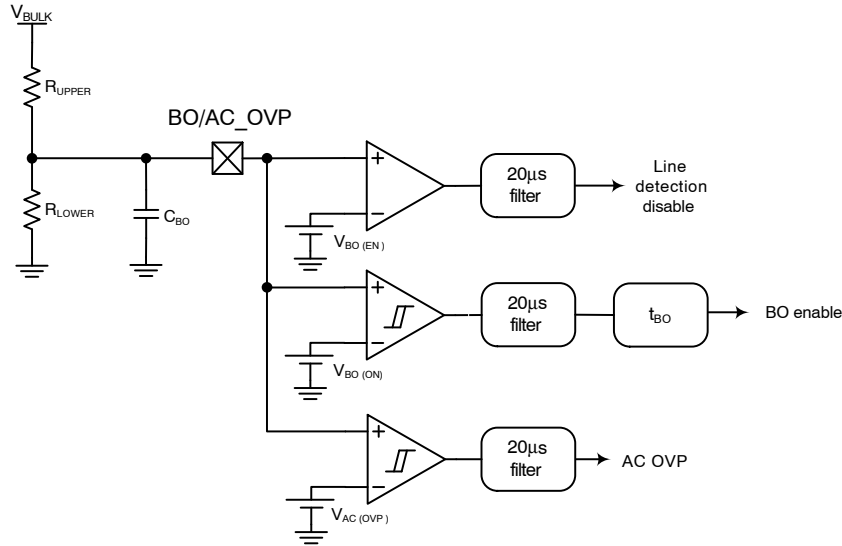 VBULK
RUPPER
BO/AC_OVP
RLOWER
CBO
+
−
VBO (EN )
20μs
filter
Line
detection
disable
+
−
VBO (ON)
20μs
filter
tBO
BO enable
+
−
VAC (OVP )
20μs
filter
AC OVP